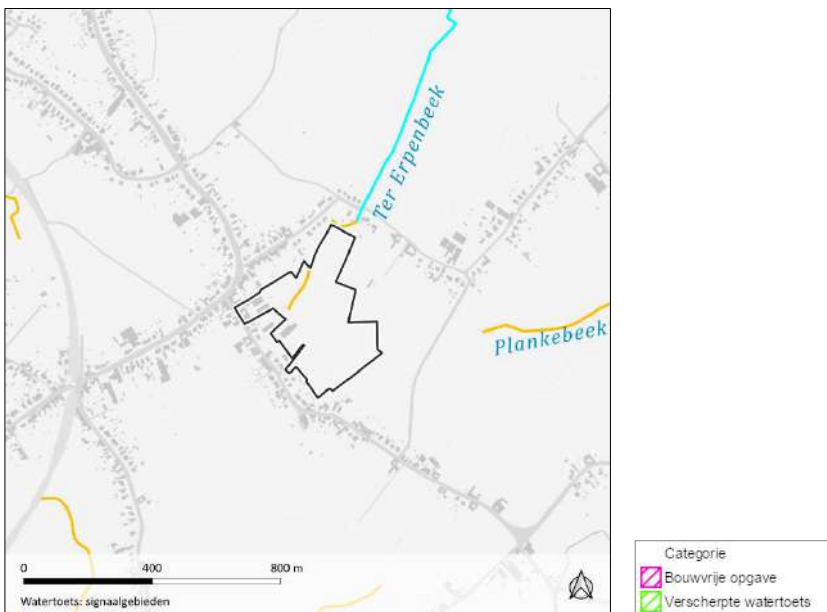 Ter Erpenbeek
Plankebeek
0 400 800 m
Watertoets: signaalgebieden
Categorie
Bouwvrije opgave
Verscherpte watertoets